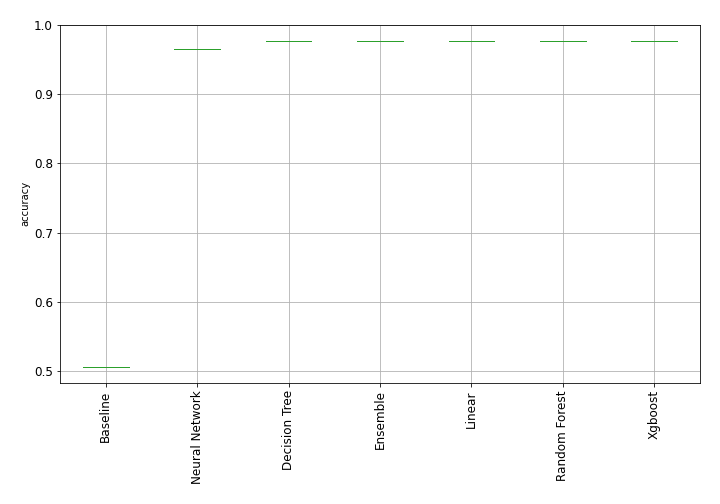 1.0
0.9
0.8
0.7
0.6
0.5
accuracy
Baseline
Neural Network
Decision Tree
Ensemble
Linear
Random Forest
Xgboost